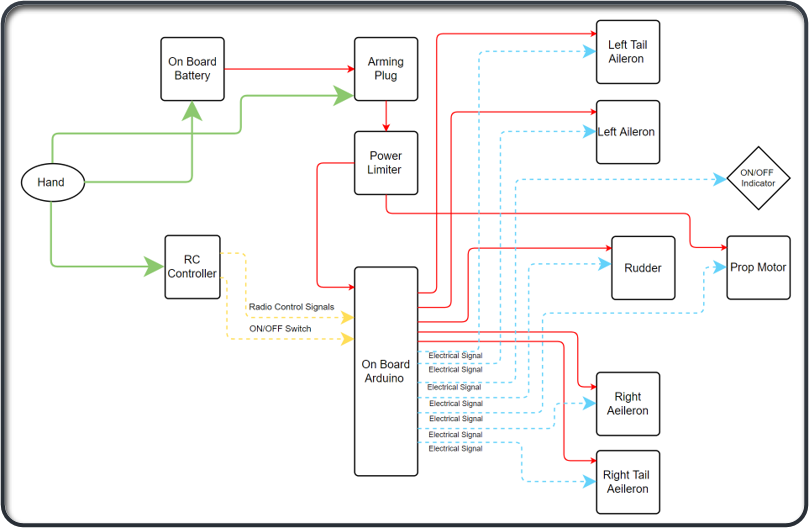 On Board
Battery
Arming
Plug
Left Tail
Aileron
Power
Limiter
Left Aileron
Hand
ON/OFF
Indicator
RC
Controller
Rudder
Prop Motor
Radio Control Signals
ON/OFF Switch
On Board
Arduino
Electrical Signal
Electrical Signal
Electrical Signal
Electrical Signal
Electrical Signal
Electrical Signal
Electrical Signal
Right
Aeileron
Right Tail
Aeileron